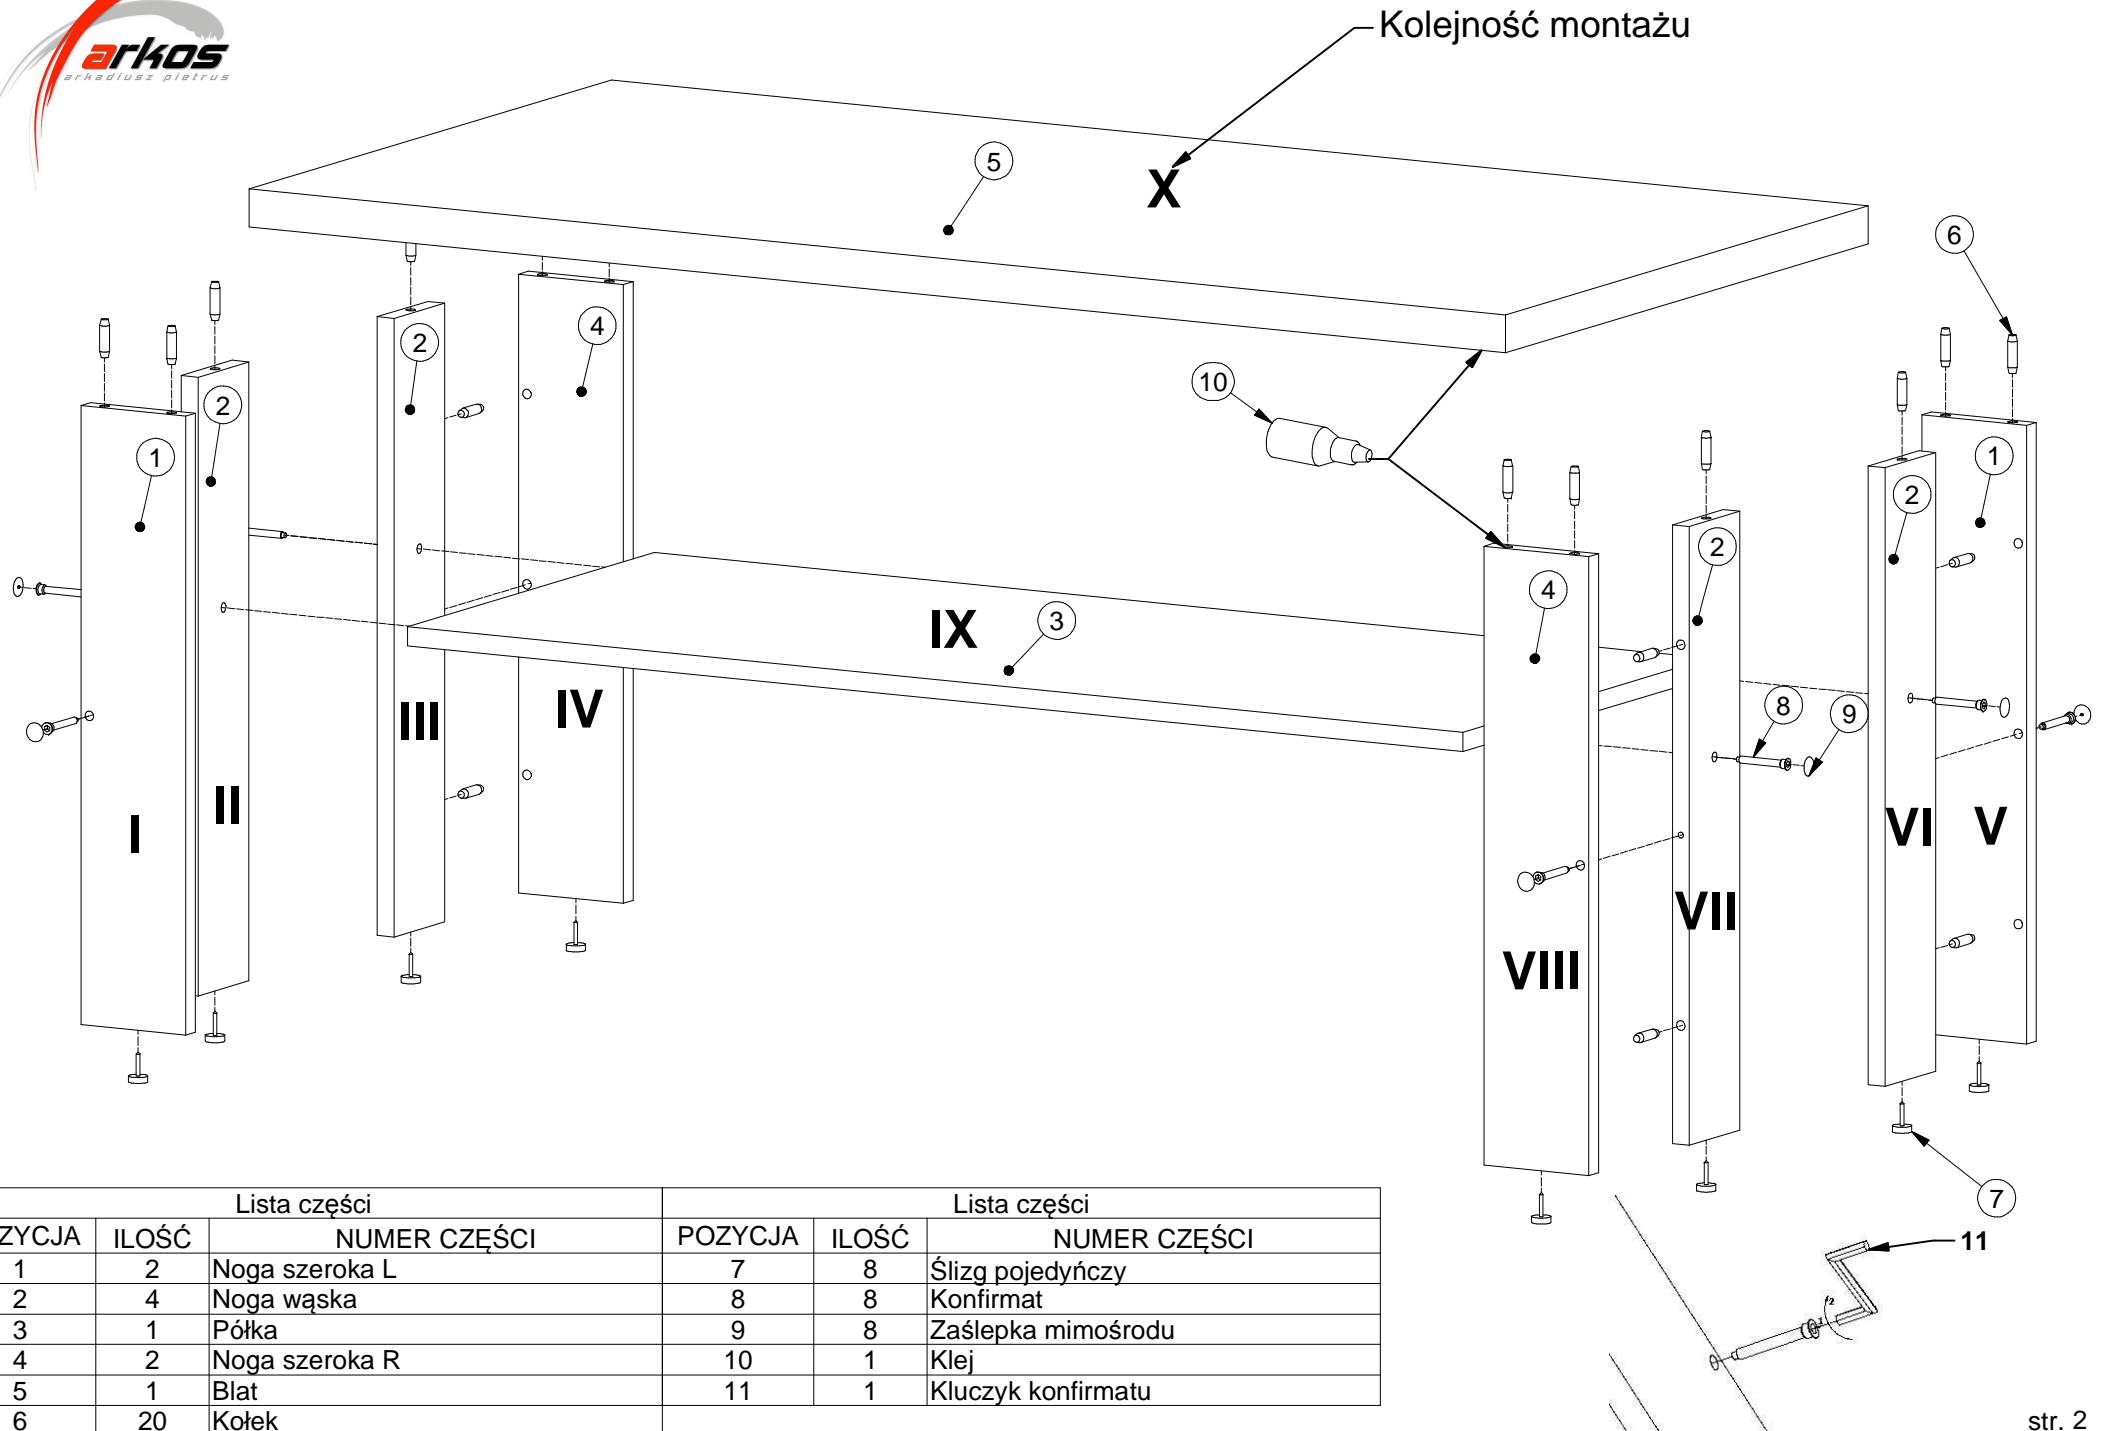 arkos
arkadiusz pietrus
Kolejność montażu
X
5
6
2
4
2
1
10
1
2
2
4
IX
3
8
9
III
IV
I
II
VI
V
VII
VIII
7
11
Lista części
ZYCJA ILOŚĆ NUMER CZĘŚCI
1 2 Noga szeroka L
2 4 Noga wąska
3 1 Półka
4 2 Noga szeroka R
5 1 Blat
6 20 Kołek
Lista części
POZYCJA ILOŚĆ NUMER CZĘŚCI
7 8 Ślizg pojedyńczy
8 8 Konfirmat
9 8 Zaślepka mimośrodu
10 1 Klej
11 1 Kluczyk konfirmatu
str. 2